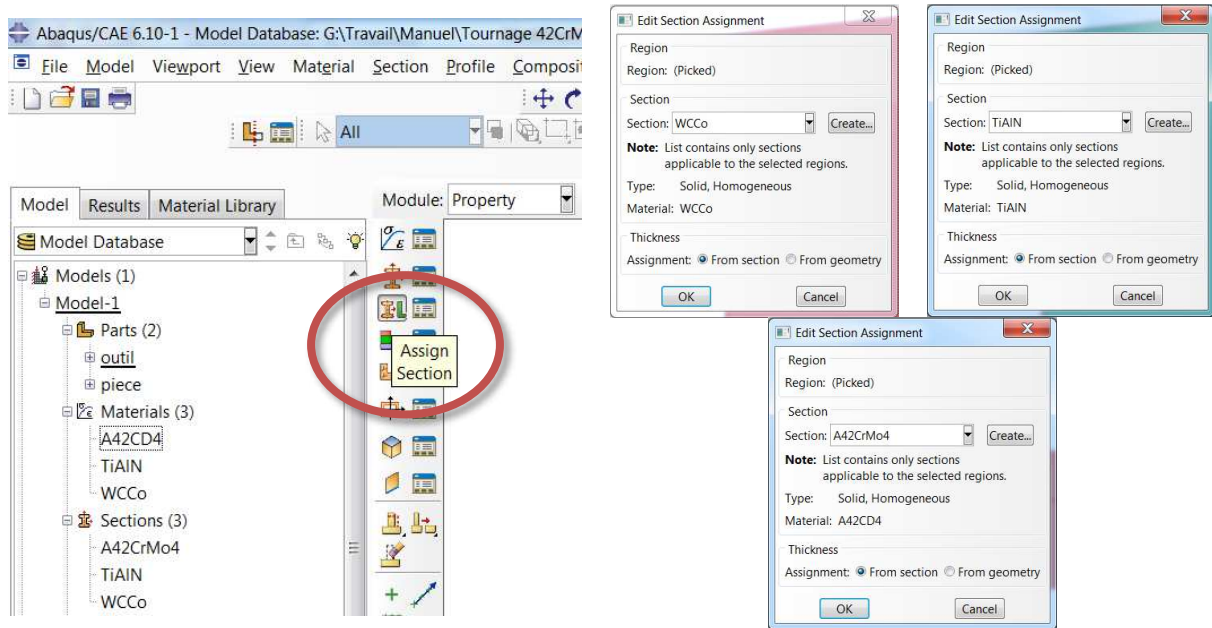 Abaqus/CAE 6.10-1 - Model Database: G:\Travail\Manuel\Tournage 42CrM
File Model Viewport View Material Section Profile Composit
All
Model Results Material Library
Module: Property
Model Database
σ ε
Models (1)
Model-1
Parts (2)
outil
piece
Materials (3)
A42CD4
TiAlN
WCCo
Sections (3)
A42CrMo4
TiAlN
WCCo
Assign
Section
Edit Section Assignment
Region
Region: (Picked)
Section
Section: WCCo Create...
Note: List contains only sections
applicable to the selected regions.
Type: Solid, Homogeneous
Material: WCCo
Thickness
Assignment: From section From geometry
OK Cancel
Edit Section Assignment
Region
Region: (Picked)
Section
Section: TiAlN Create...
Note: List contains only sections
applicable to the selected regions.
Type: Solid, Homogeneous
Material: TiAlN
Thickness
Assignment: From section From geometry
OK Cancel
Edit Section Assignment
Region
Region: (Picked)
Section
Section: A42CrMo4 Create...
Note: List contains only sections
applicable to the selected regions.
Type: Solid, Homogeneous
Material: A42CD4
Thickness
Assignment: From section From geometry
OK Cancel